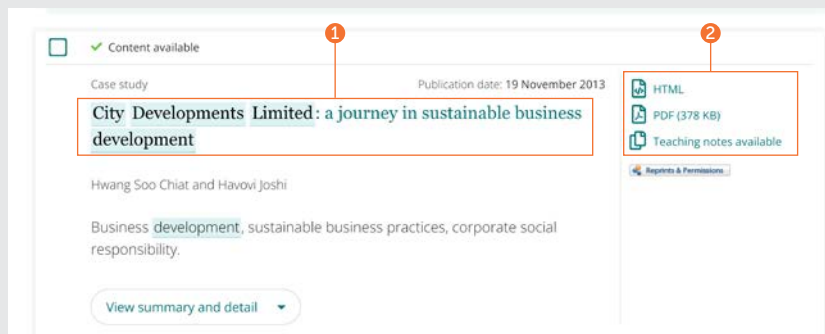 1
2
Content available
Case study
Publication date: 19 November 2013
City Developments Limited: a journey in sustainable business
development
Hwang Soo Chiat and Havovi Joshi
Business development, sustainable business practices, corporate social
responsibility.
View summary and detail
HTML
PDF (378 KB)
Teaching notes available
Reprints & Permissions